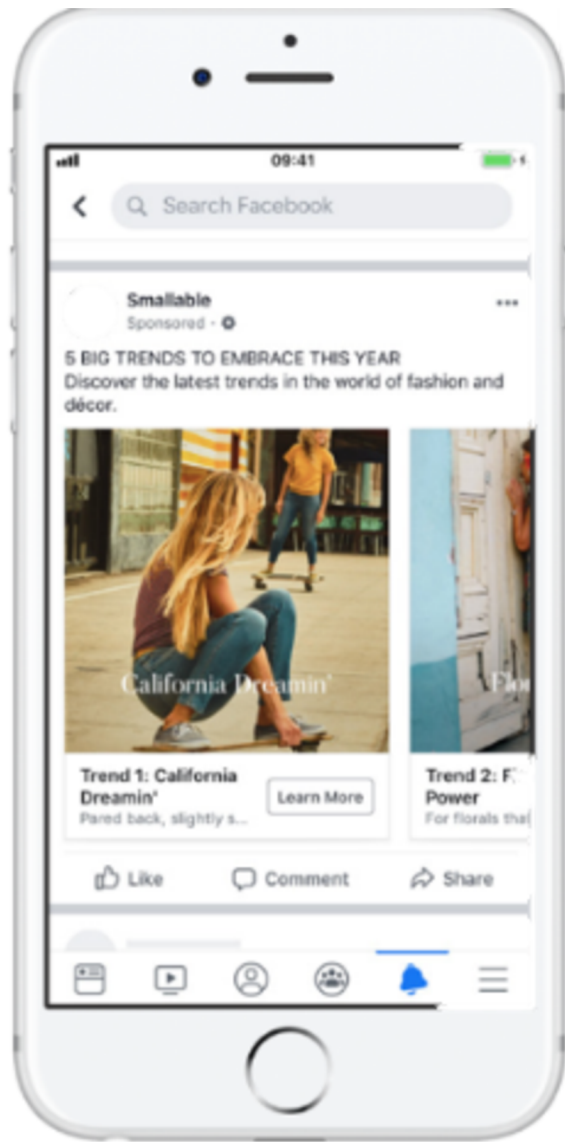 09:41
Search Facebook
Smallable
Sponsored ·
5 BIG TRENDS TO EMBRACE THIS YEAR
Discover the latest trends in the world of fashion and
décor.
California Dreamin'
Flo
Trend 1: California
Dreamin'
Pared back, slightly s...
Learn More
Trend 2: F
Power
For florals that
Like
Comment
Share